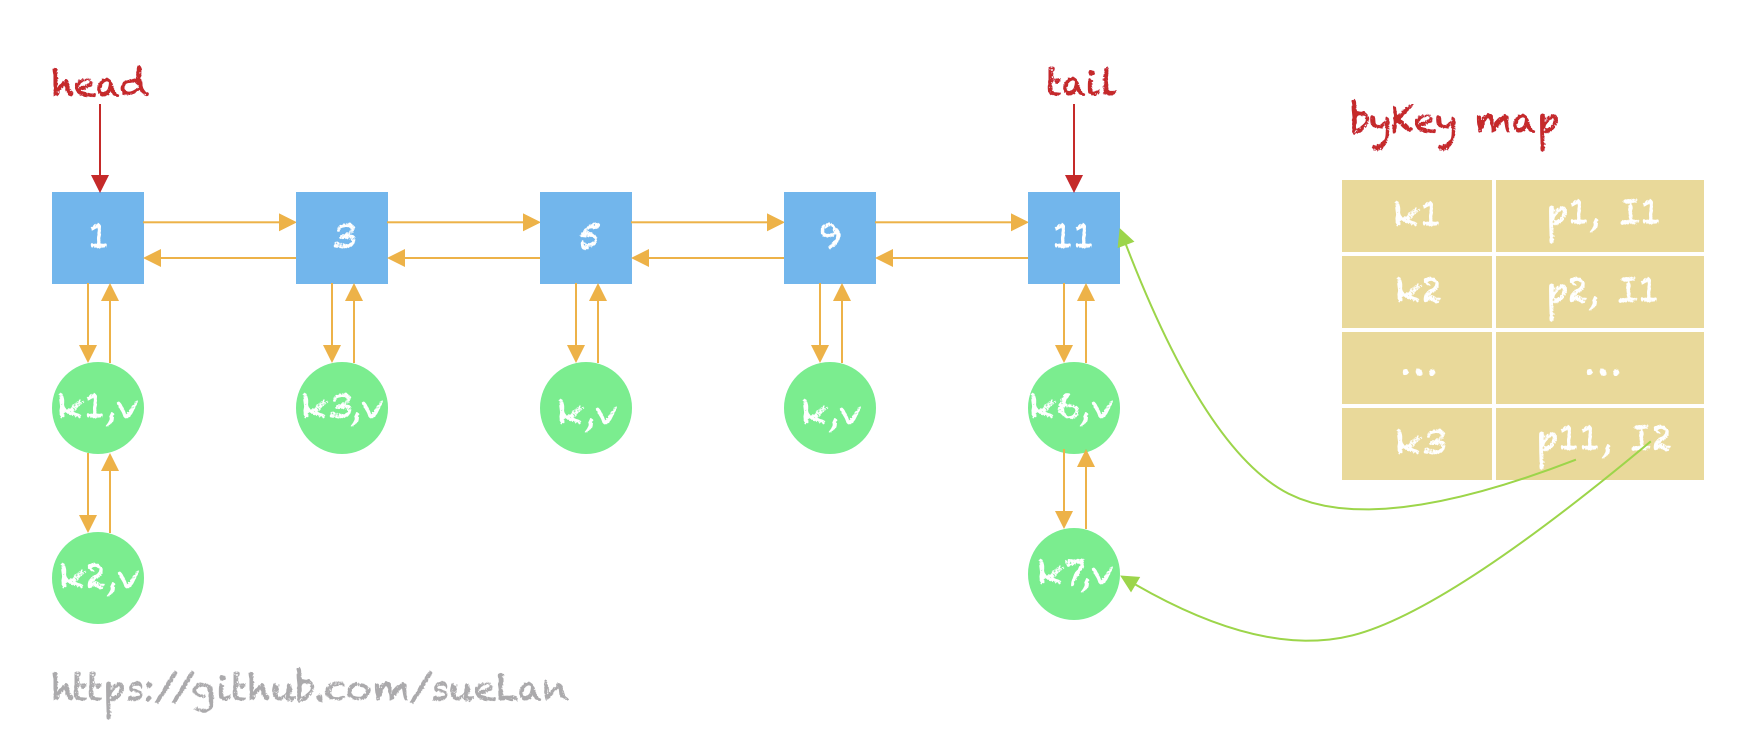 head
tail
byKey map
1
3
5
9
11
k1
p1, I1
k2
p2, I1
...
...
k3
p11, I2
k1,v
k3,v
k,v
k,v
k6,v
k2,v
k7,v
https://github.com/sueLan